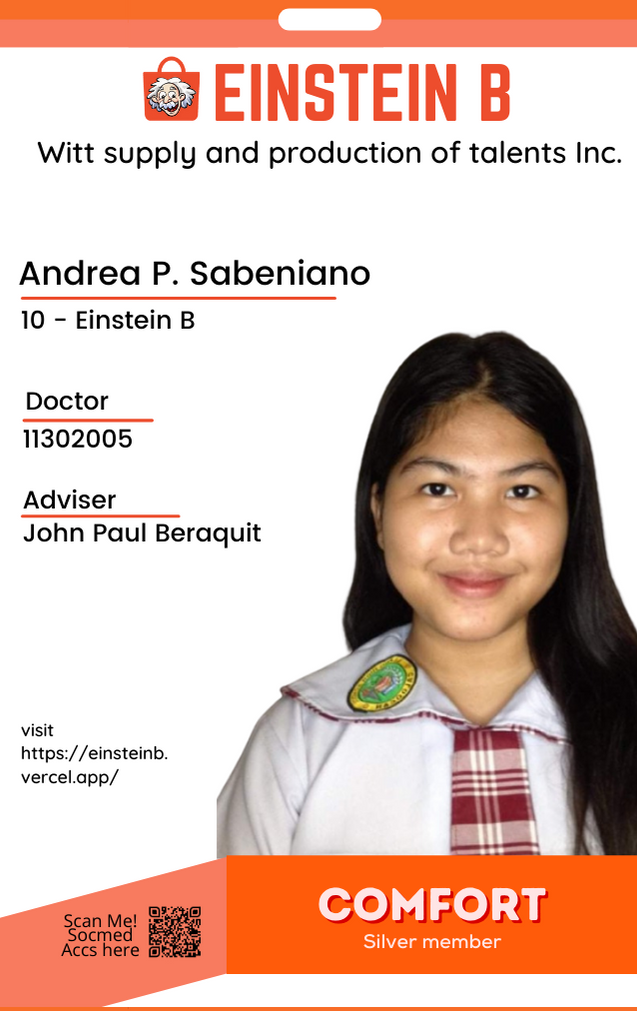 EINSTEIN B
Witt supply and production of talents Inc.
Andrea P. Sabeniano
10 - Einstein B
Doctor
11302005
Adviser
John Paul Beraquit
visit
https://einsteinb.
vercel.app/
Scan Me!
Socmed
Accs here
COMFORT
Silver member